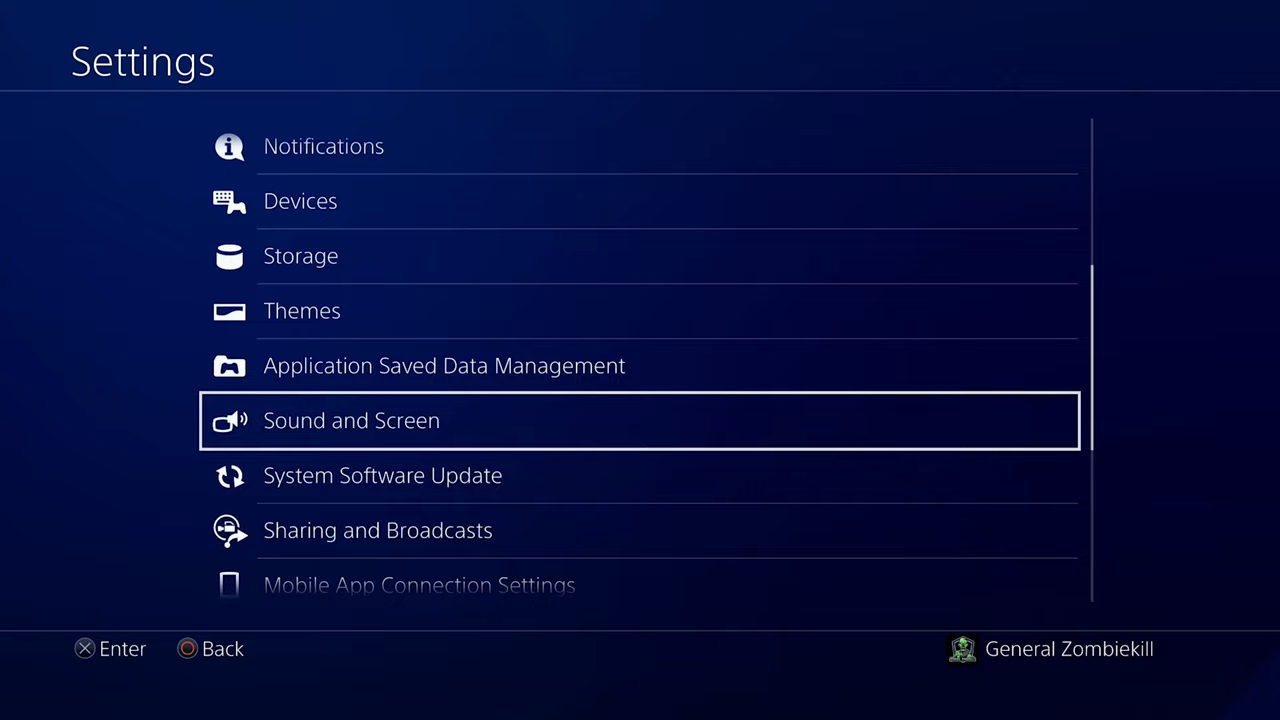 Settings
Notifications
Devices
Storage
Themes
Application Saved Data Management
Sound and Screen
System Software Update
Sharing and Broadcasts
Mobile App Connection Settings
Enter Back General Zombiekill